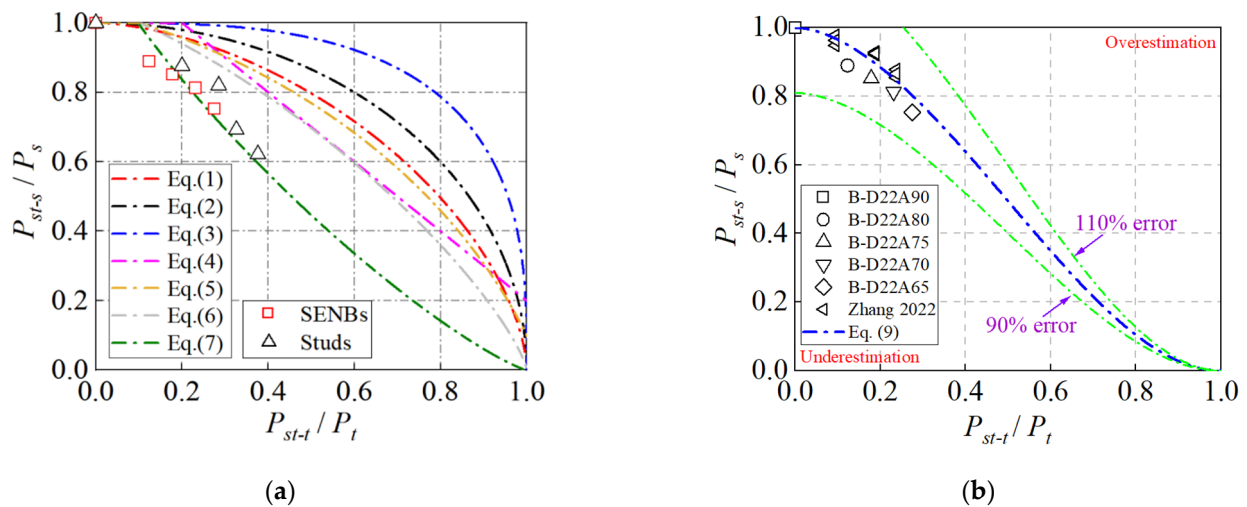 1.0
0.8
0.6
0.4
0.2
0.0
P_st-s / P_s
Eq.(1)
Eq.(2)
Eq.(3)
Eq.(4)
Eq.(5)
Eq.(6)
Eq.(7)
SENBs
Studs
0.0 0.2 0.4 0.6 0.8 1.0
P_st-t / P_t
(a)
1.0
0.8
0.6
0.4
0.2
0.0
P_st-s / P_s
Overestimation
B-D22A90
B-D22A80
B-D22A75
B-D22A70
B-D22A65
Zhang 2022
Eq. (9)
110% error
90% error
Underestimation
0.0 0.2 0.4 0.6 0.8 1.0
P_st-t / P_t
(b)